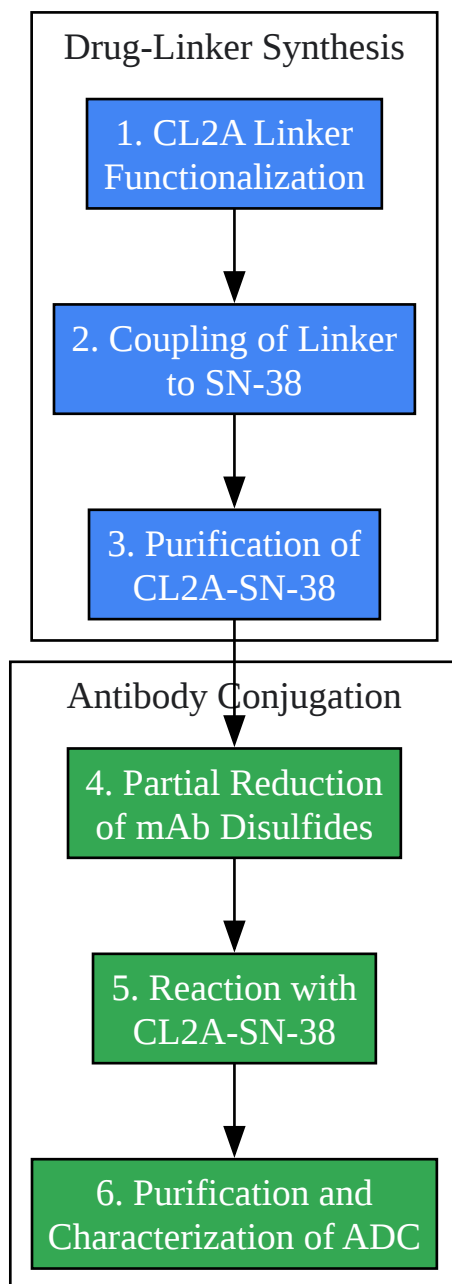 Drug-Linker Synthesis
1. CL2A Linker
Functionalization
2. Coupling of Linker
to SN-38
3. Purification of
CL2A-SN-38
Antibody Conjugation
4. Partial Reduction
of mAb Disulfides
5. Reaction with
CL2A-SN-38
6. Purification and
Characterization of ADC